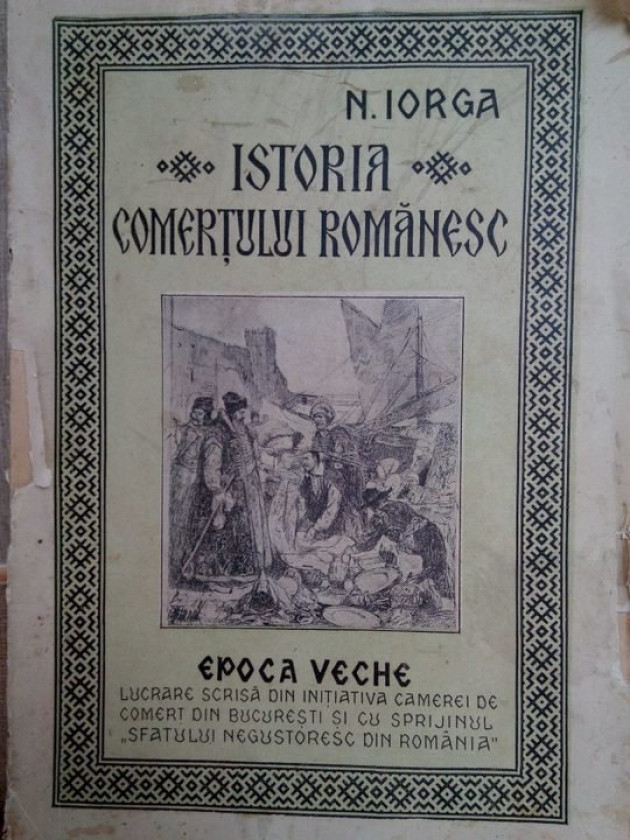 N. IORGA
ISTORIA
COMERȚULUI ROMÂNESC
EPOCA VECHE
LUCRARE SCRISĂ DIN INIȚIATIVA CAMEREI DE
COMERT DIN BUCUREȘTI ȘI CU SPRIJINUL
„SFATULUI NEGUSTORESC DIN ROMÂNIA"